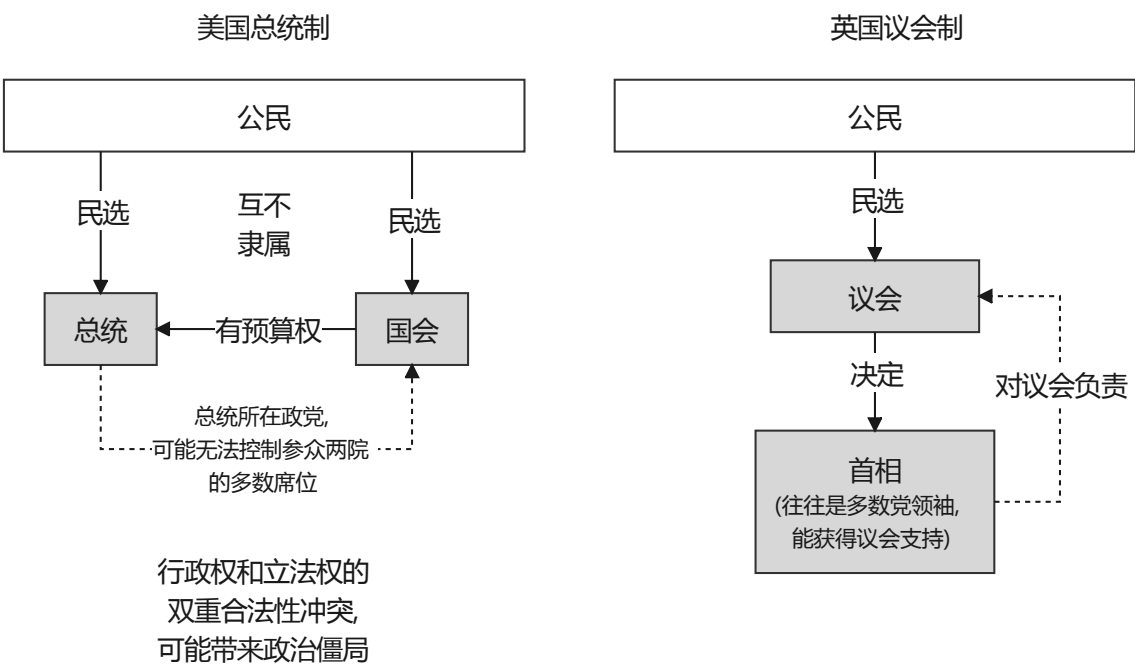 美国总统制
公民
民选
互不
隶属
民选
总统
有预算权
国会
总统所在政党,
可能无法控制参众两院
的多数席位
行政权和立法权的
双重合法性冲突,
可能带来政治僵局
英国议会制
公民
民选
议会
决定
对议会负责
首相
(往往是多数党领袖,
能获得议会支持)